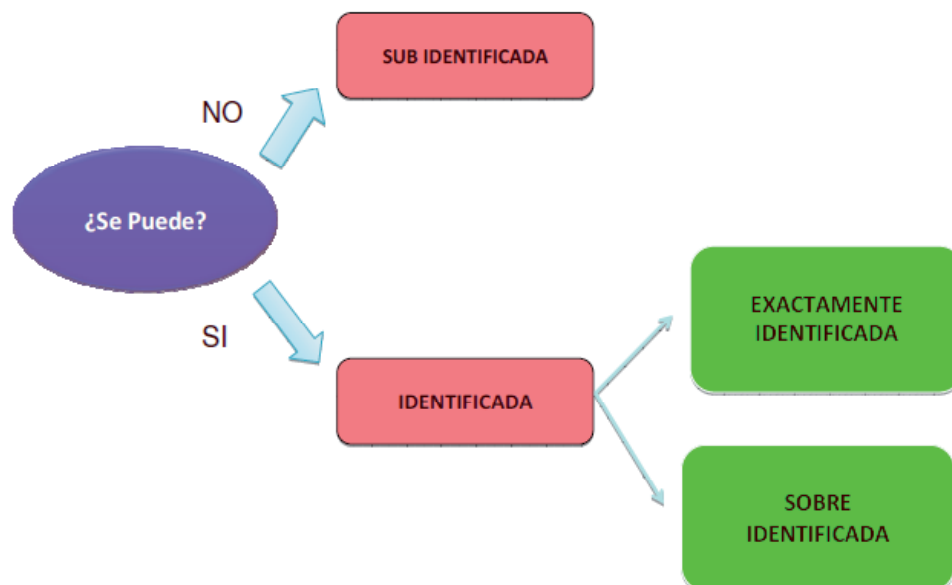 SUB IDENTIFICADA
NO
¿Se Puede?
SI
IDENTIFICADA
EXACTAMENTE
IDENTIFICADA
SOBRE
IDENTIFICADA